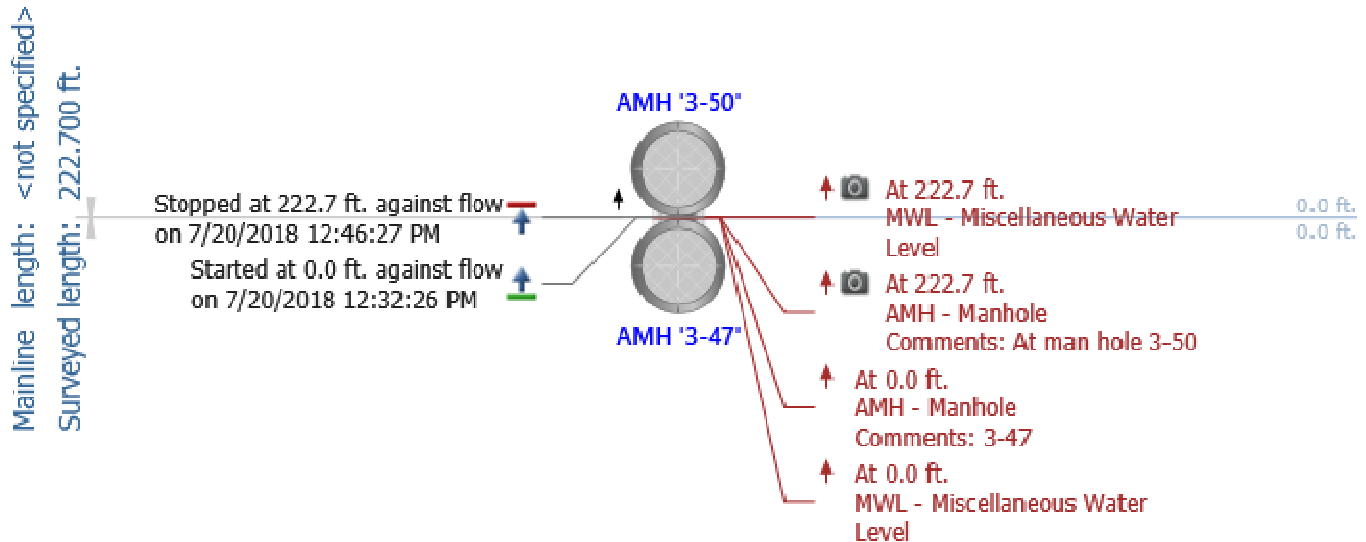 Mainline length: <not specified>
Surveyed length: 222.700 ft.
AMH '3-50"
Stopped at 222.7 ft. against flow
on 7/20/2018 12:46:27 PM
Started at 0.0 ft. against flow
on 7/20/2018 12:32:26 PM
AMH '3-47"
At 222.7 ft.
MWL - Miscellaneous Water
Level
At 222.7 ft.
AMH - Manhole
Comments: At man hole 3-50
At 0.0 ft.
AMH - Manhole
Comments: 3-47
At 0.0 ft.
MWL - Miscellaneous Water
Level
0.0 ft.
0.0 ft.